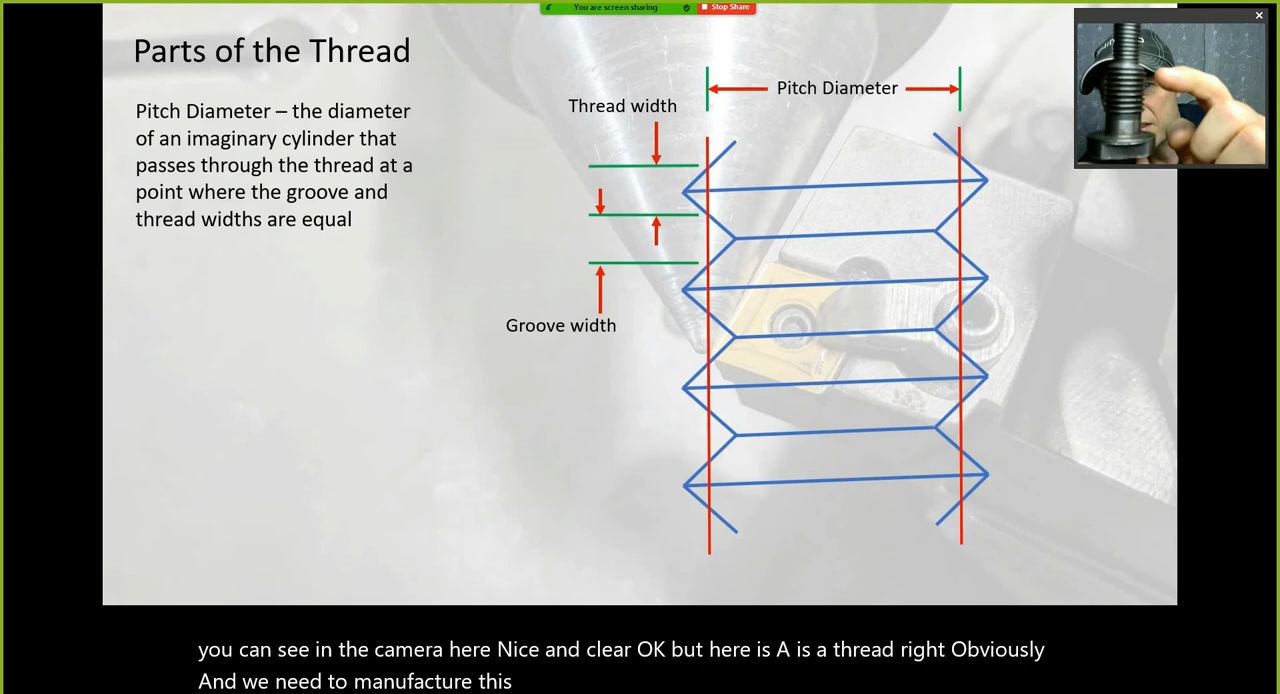 You are screen sharing
Stop Share
Parts of the Thread
Pitch Diameter – the diameter
of an imaginary cylinder that
passes through the thread at a
point where the groove and
thread widths are equal
Pitch Diameter
Thread width
Groove width
you can see in the camera here Nice and clear OK but here is A is a thread right Obviously
And we need to manufacture this